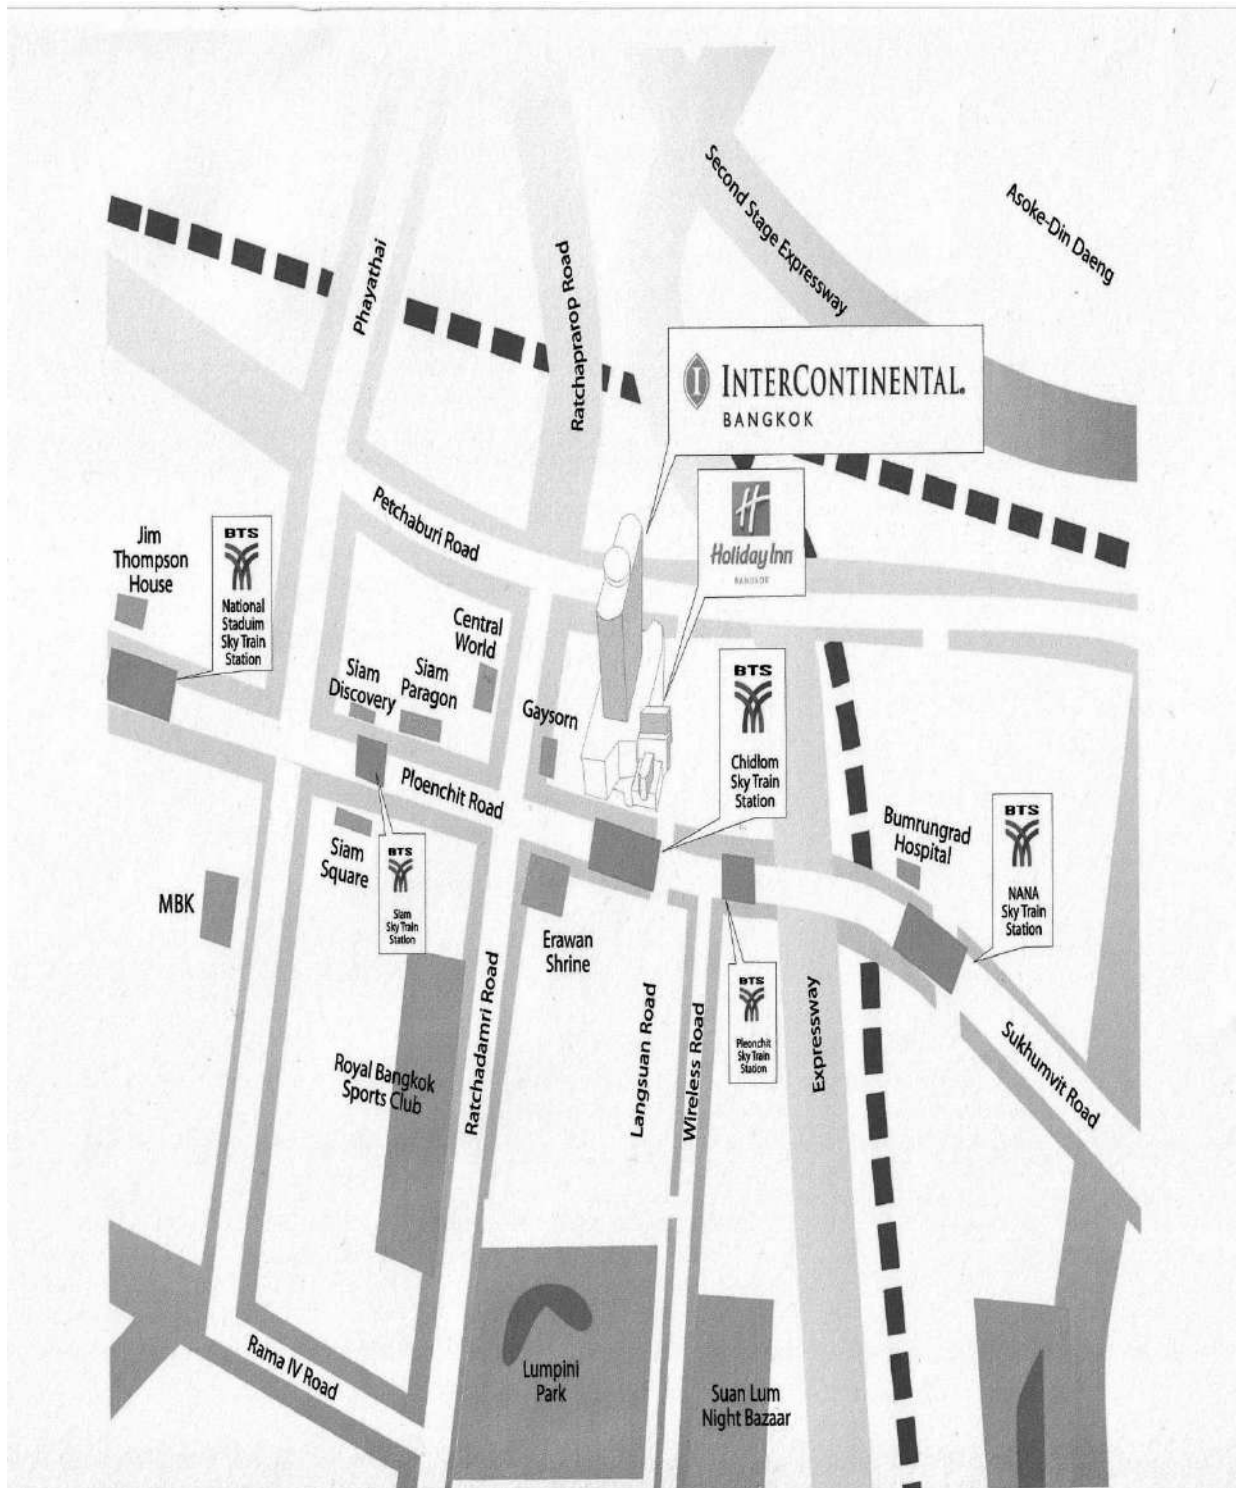 Second Stage Expressway
Asoke-Din Daeng
Phayathai
Ratchaprarop Road
INTERCONTINENTAL.
BANGKOK
Holiday Inn
BANGKOK
Petchaburi Road
Jim
Thompson
House
BTS
National
Staduim
Sky Train
Station
Central
World
Siam
Discovery
Siam
Paragon
Gaysorn
BTS
Chidlom
Sky Train
Station
Ploenchit Road
Siam
Square
BTS
Siam
Sky Train
Station
MBK
Bumrungrad
Hospital
BTS
NANA
Sky Train
Station
Erawan
Shrine
BTS
Pleonchit
Sky Train
Station
Ratchadamri Road
Langsuan Road
Wireless Road
Expressway
Sukhumvit Road
Royal Bangkok
Sports Club
Rama IV Road
Lumpini
Park
Suan Lum
Night Bazaar